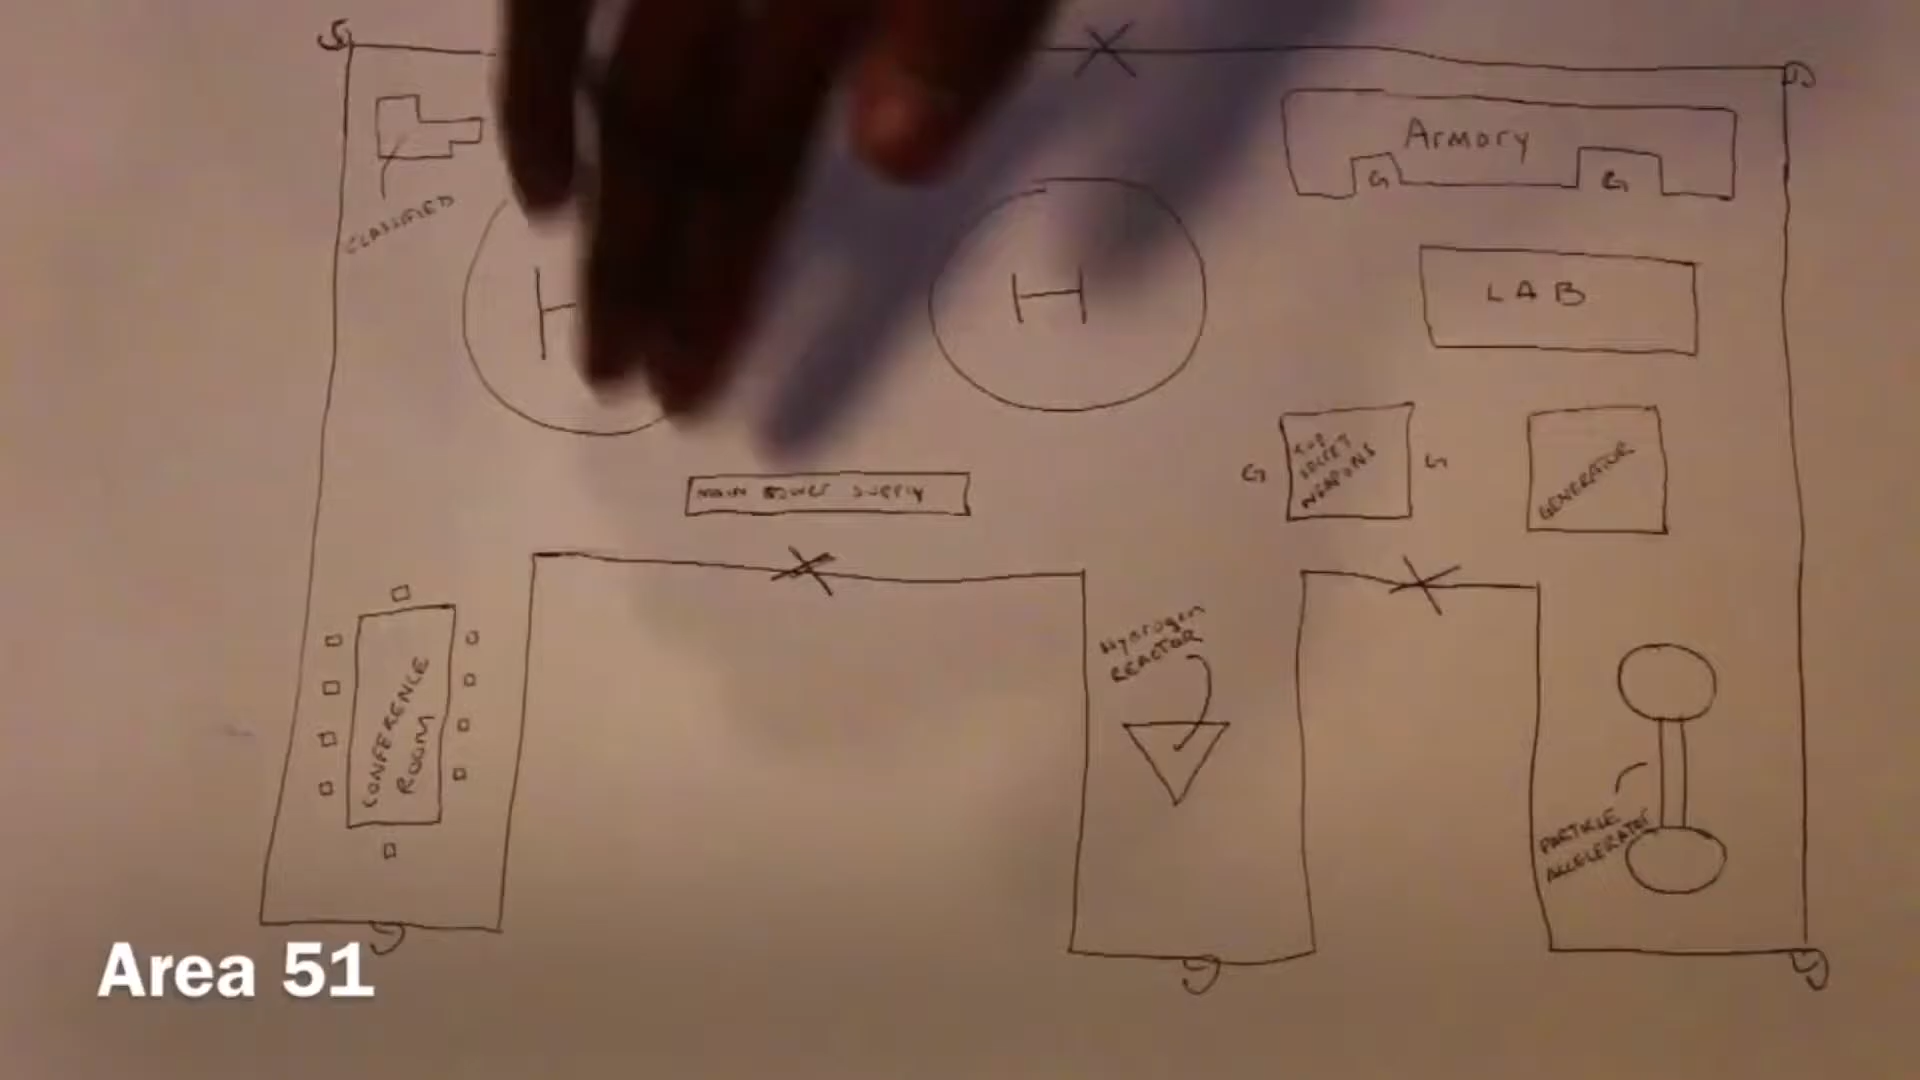 Armory
G
G
CLASSIFIED
H
H
LAB
G
TOP
SECRET
WEAPONS
G
GENERATOR
MAIN POWER SUPPLY
Hydrogen
REACTOR
CONFERENCE
ROOM
PARTICLE
ACCELERATOR
Area 51